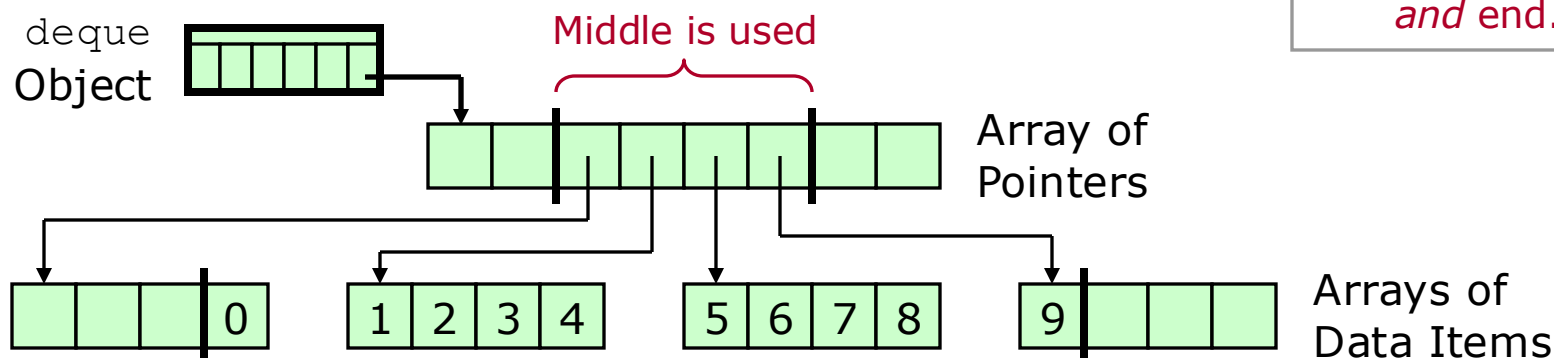 and end.
deque
Object
Middle is used
Array of
Pointers
0 1 2 3 4 5 6 7 8 9
Arrays of
Data Items